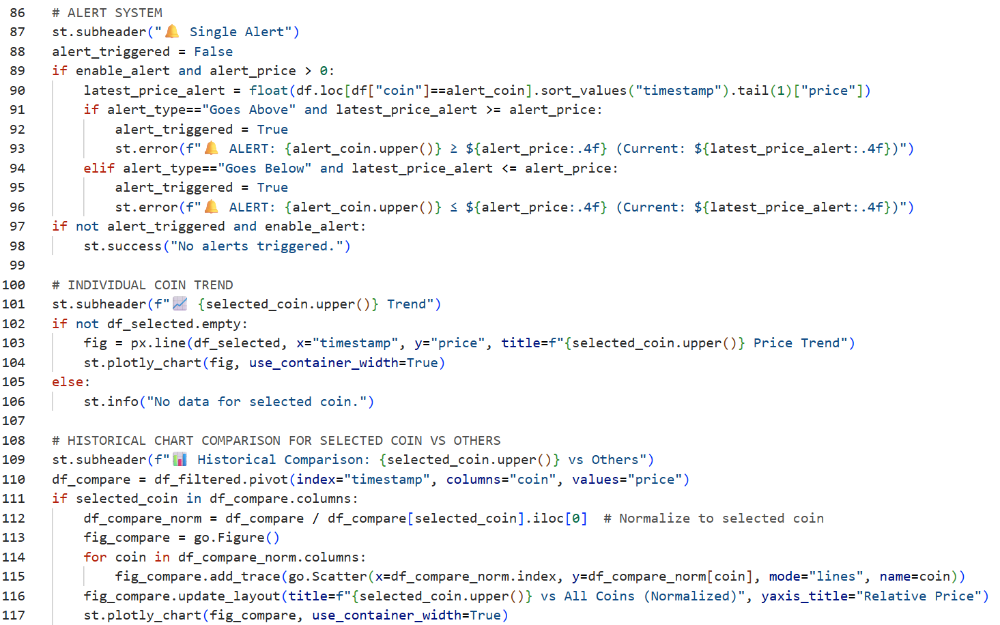 86 # ALERT SYSTEM
87 st.subheader("🔔 Single Alert")
88 alert_triggered = False
89 if enable_alert and alert_price > 0:
90     latest_price_alert = float(df.loc[df["coin"]==alert_coin].sort_values("timestamp").tail(1)["price"])
91     if alert_type=="Goes Above" and latest_price_alert >= alert_price:
92         alert_triggered = True
93         st.error(f"🔔 ALERT: {alert_coin.upper()} ≥ ${alert_price:.4f} (Current: ${latest_price_alert:.4f})")
94     elif alert_type=="Goes Below" and latest_price_alert <= alert_price:
95         alert_triggered = True
96         st.error(f"🔔 ALERT: {alert_coin.upper()} ≤ ${alert_price:.4f} (Current: ${latest_price_alert:.4f})")
97 if not alert_triggered and enable_alert:
98     st.success("No alerts triggered.")
99
100 # INDIVIDUAL COIN TREND
101 st.subheader(f"📈 {selected_coin.upper()} Trend")
102 if not df_selected.empty:
103     fig = px.line(df_selected, x="timestamp", y="price", title=f"{selected_coin.upper()} Price Trend")
104     st.plotly_chart(fig, use_container_width=True)
105 else:
106     st.info("No data for selected coin.")
107
108 # HISTORICAL CHART COMPARISON FOR SELECTED COIN VS OTHERS
109 st.subheader(f"📊 Historical Comparison: {selected_coin.upper()} vs Others")
110 df_compare = df_filtered.pivot(index="timestamp", columns="coin", values="price")
111 if selected_coin in df_compare.columns:
112     df_compare_norm = df_compare / df_compare[selected_coin].iloc[0]  # Normalize to selected coin
113     fig_compare = go.Figure()
114     for coin in df_compare_norm.columns:
115         fig_compare.add_trace(go.Scatter(x=df_compare_norm.index, y=df_compare_norm[coin], mode="lines", name=coin))
116     fig_compare.update_layout(title=f"{selected_coin.upper()} vs All Coins (Normalized)", yaxis_title="Relative Price")
117     st.plotly_chart(fig_compare, use_container_width=True)